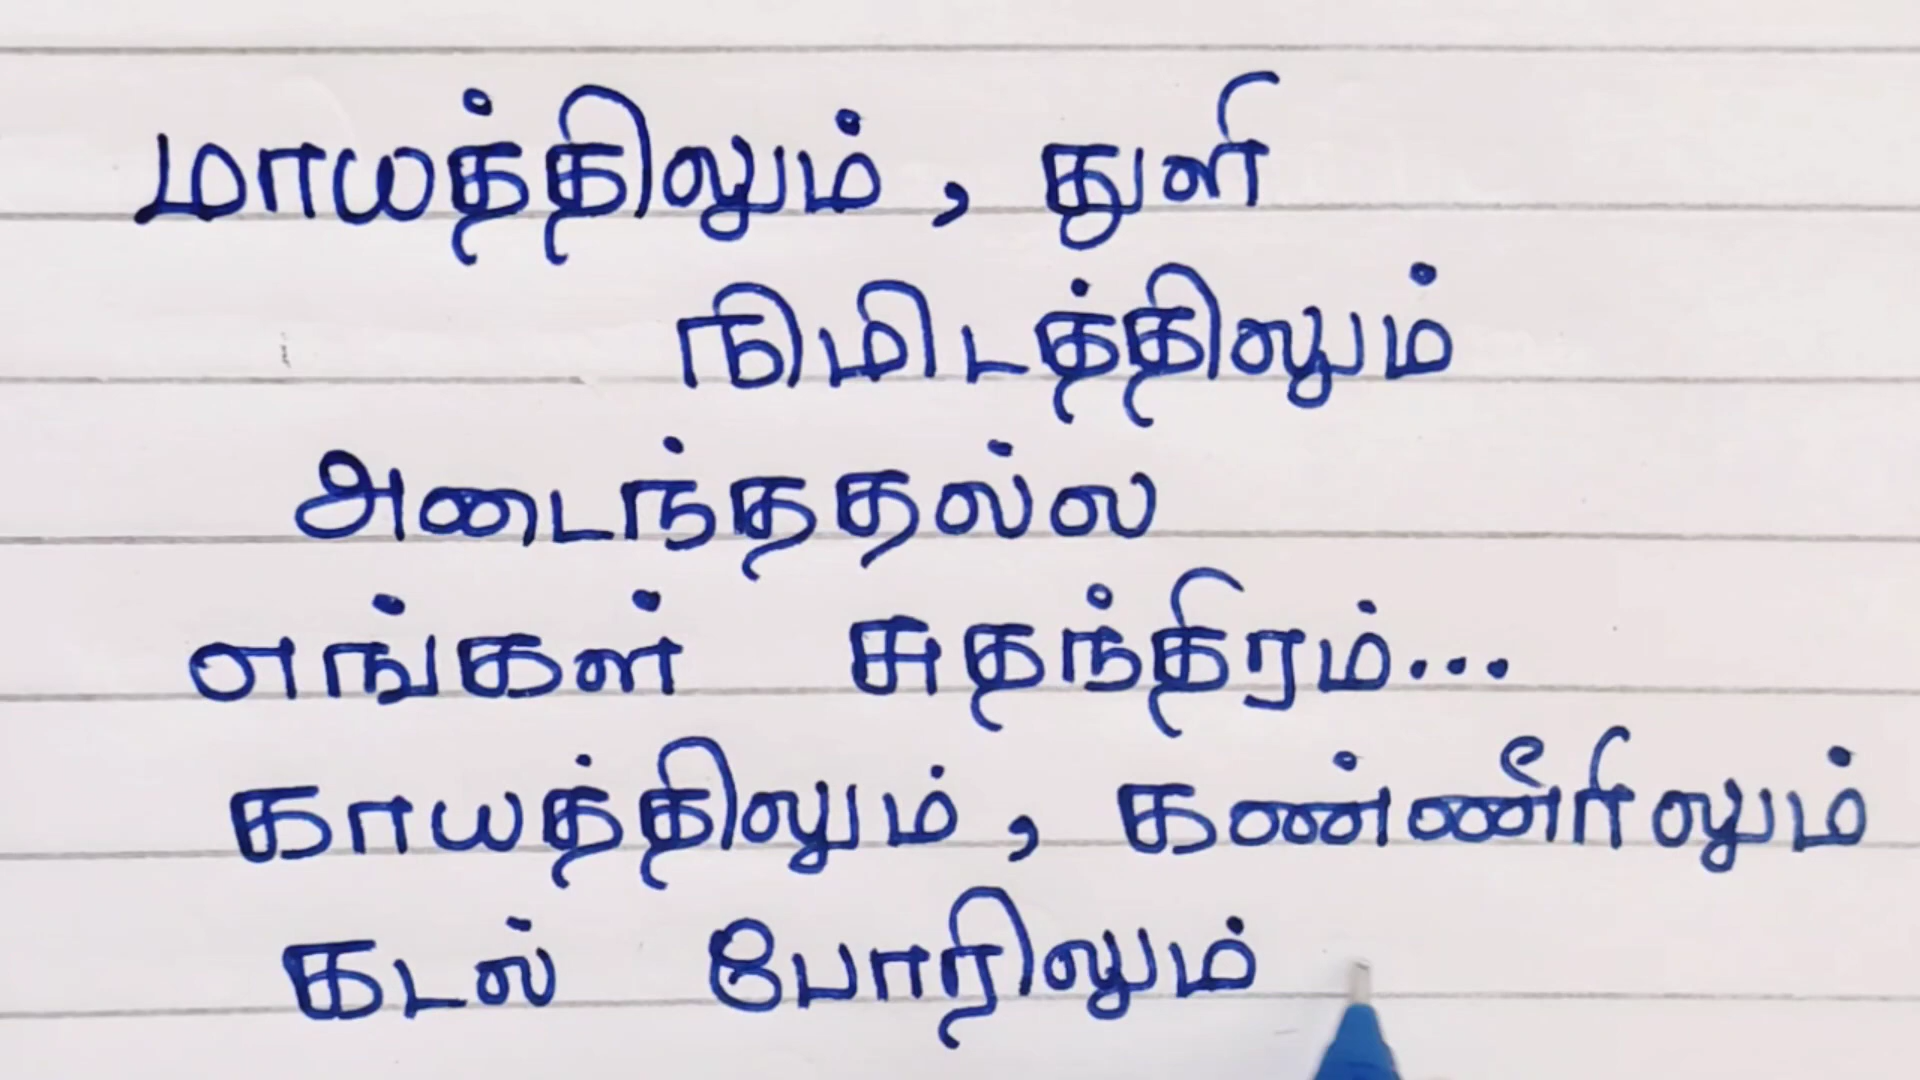 மாயத்திலும், துளி
நிமிடத்திலும்
அடைந்ததல்ல
எங்கள் சுதந்திரம்...
காயத்திலும், கண்ணீரிலும்
கடல் போரிலும்